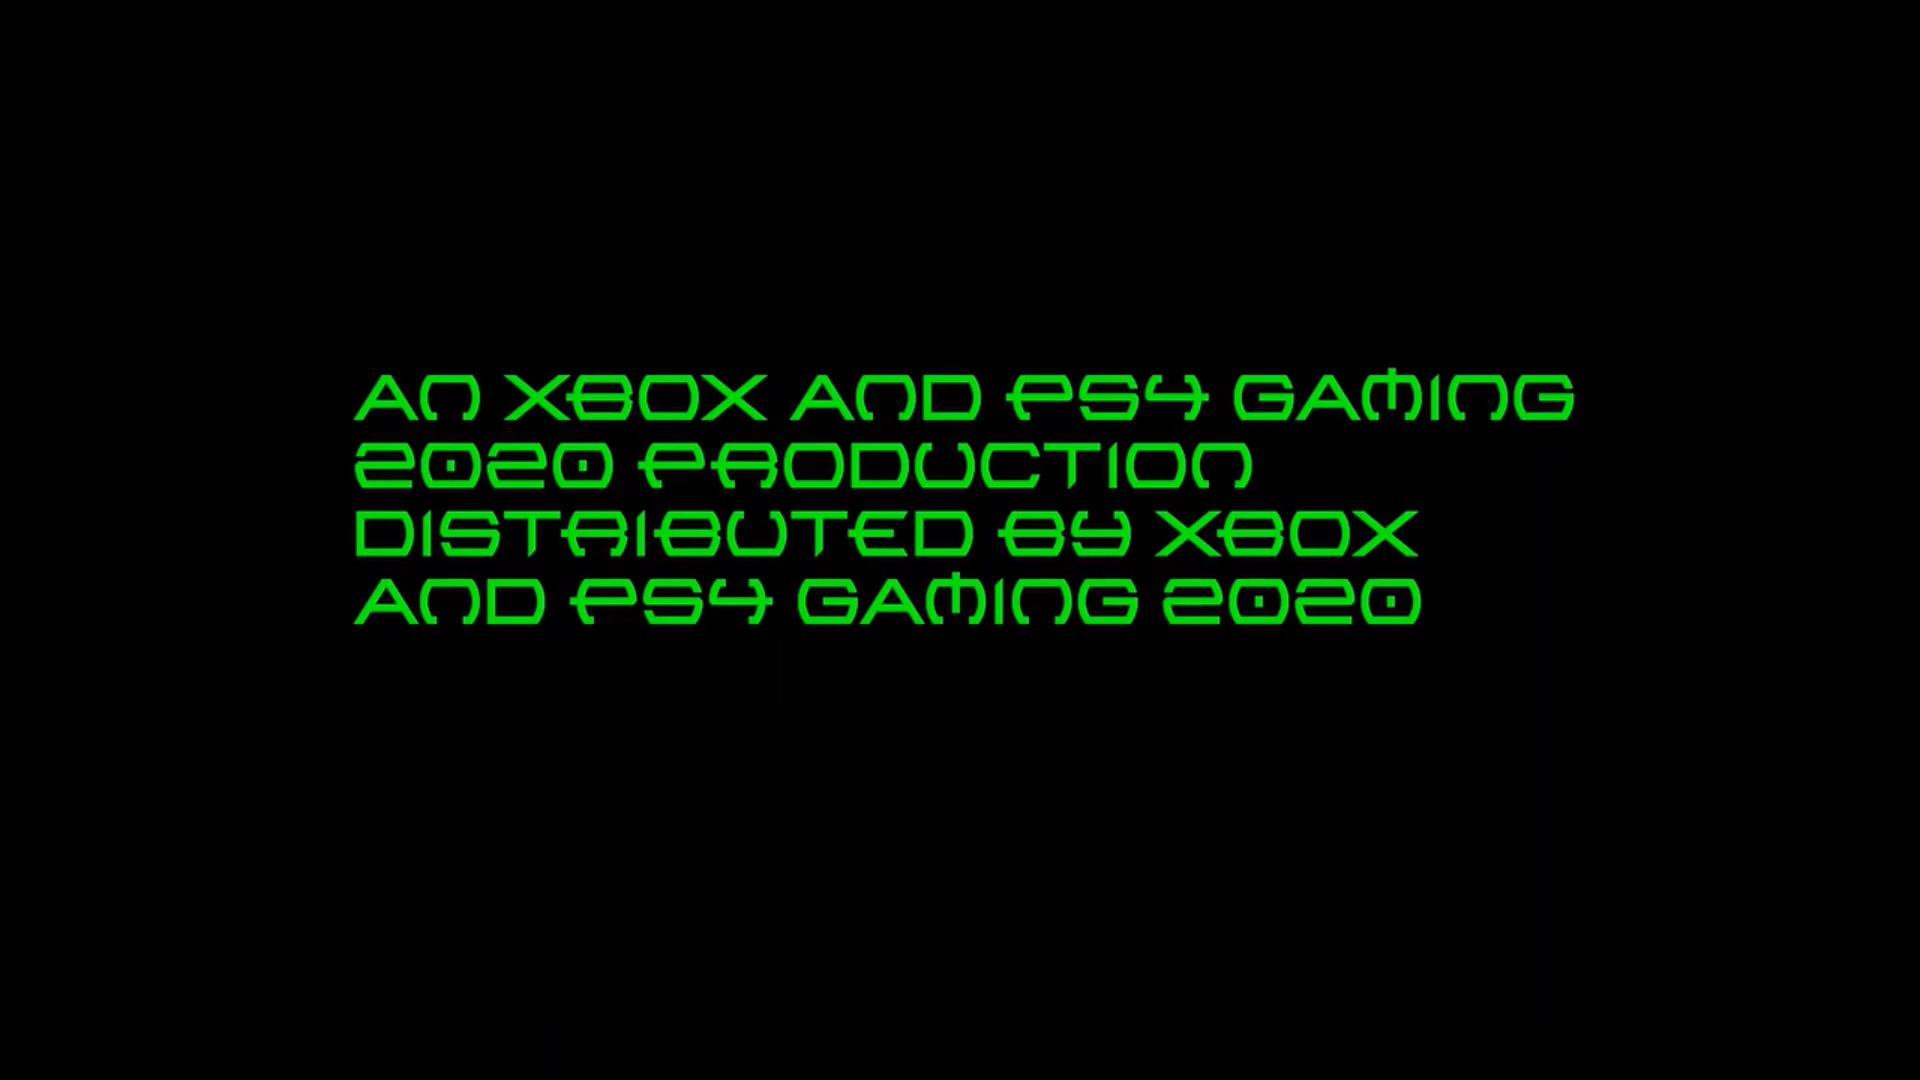 AN XBOX AND PS4 GAMING
2020 PRODUCTION
DISTRIBUTED BY XBOX
AND PS4 GAMING 2020